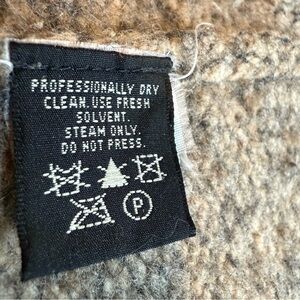 PROFESSIONALLY DRY
CLEAN. USE FRESH
SOLVENT.
STEAM ONLY.
DO NOT PRESS.
P